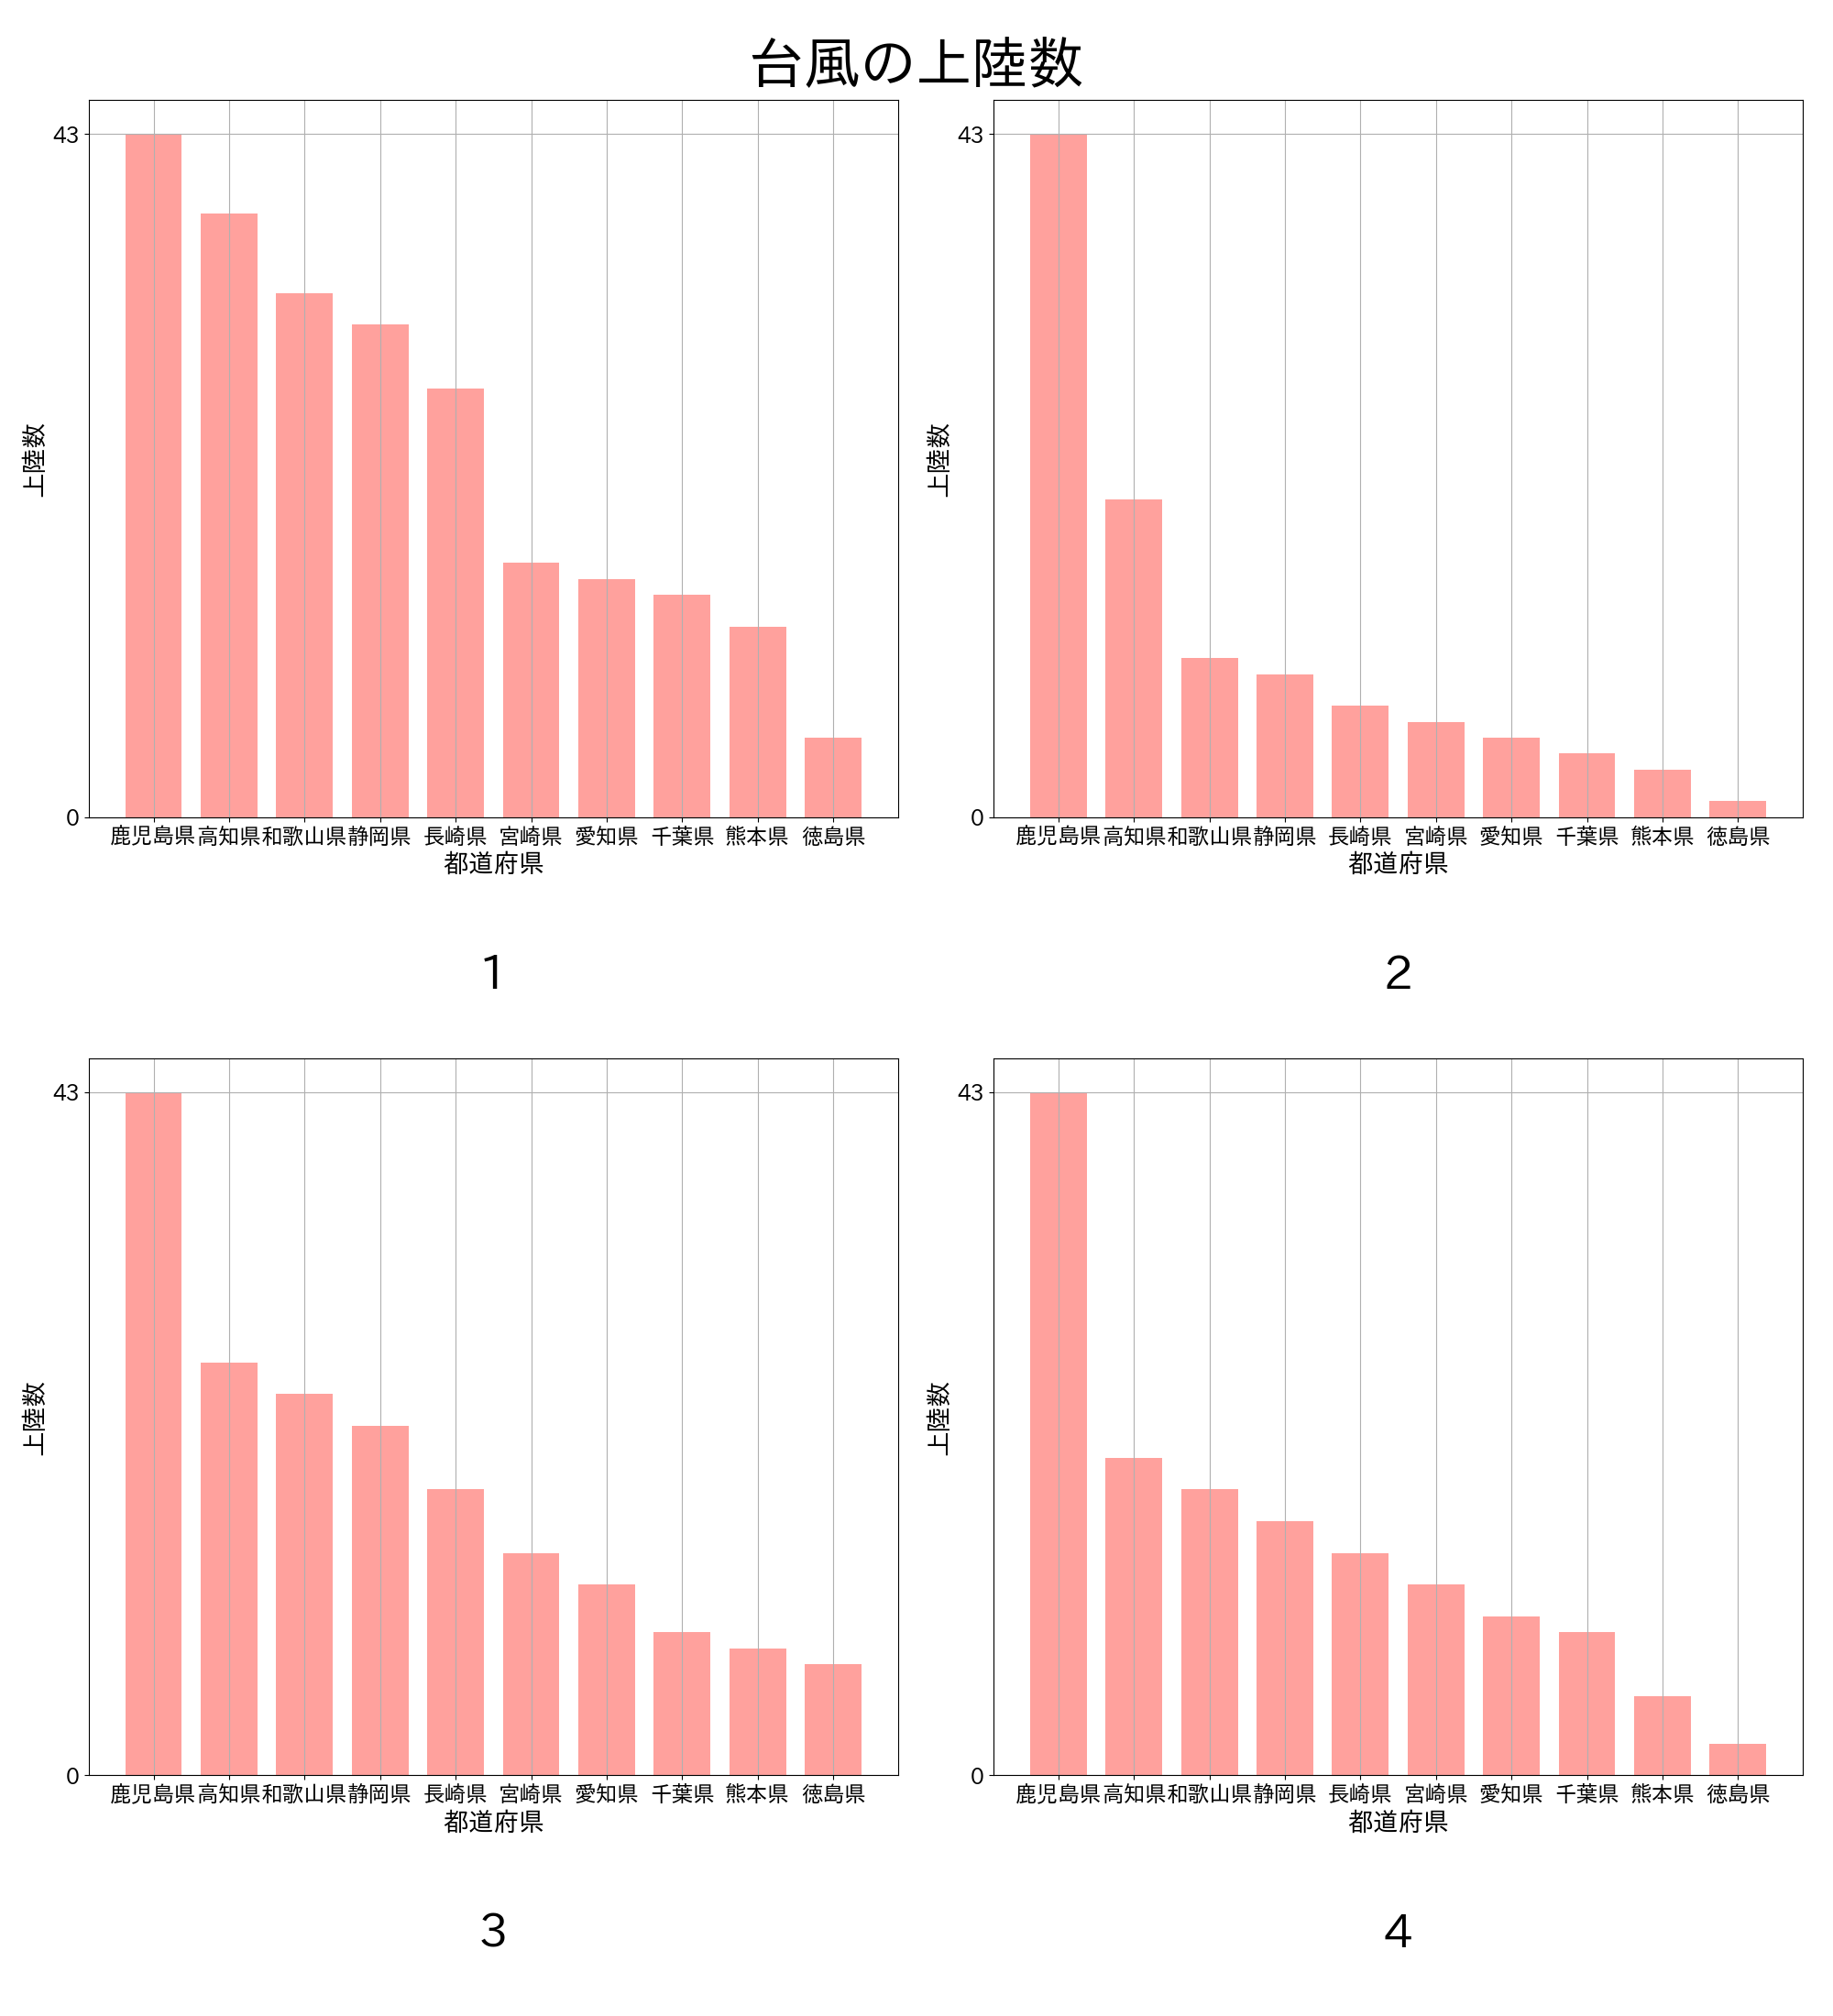 台風の上陸数
43
0
上陸数
鹿児島県 高知県 和歌山県 静岡県 長崎県 宮崎県 愛知県 千葉県 熊本県 徳島県
都道府県
1
43
0
上陸数
鹿児島県 高知県 和歌山県 静岡県 長崎県 宮崎県 愛知県 千葉県 熊本県 徳島県
都道府県
2
43
0
上陸数
鹿児島県 高知県 和歌山県 静岡県 長崎県 宮崎県 愛知県 千葉県 熊本県 徳島県
都道府県
3
43
0
上陸数
鹿児島県 高知県 和歌山県 静岡県 長崎県 宮崎県 愛知県 千葉県 熊本県 徳島県
都道府県
4